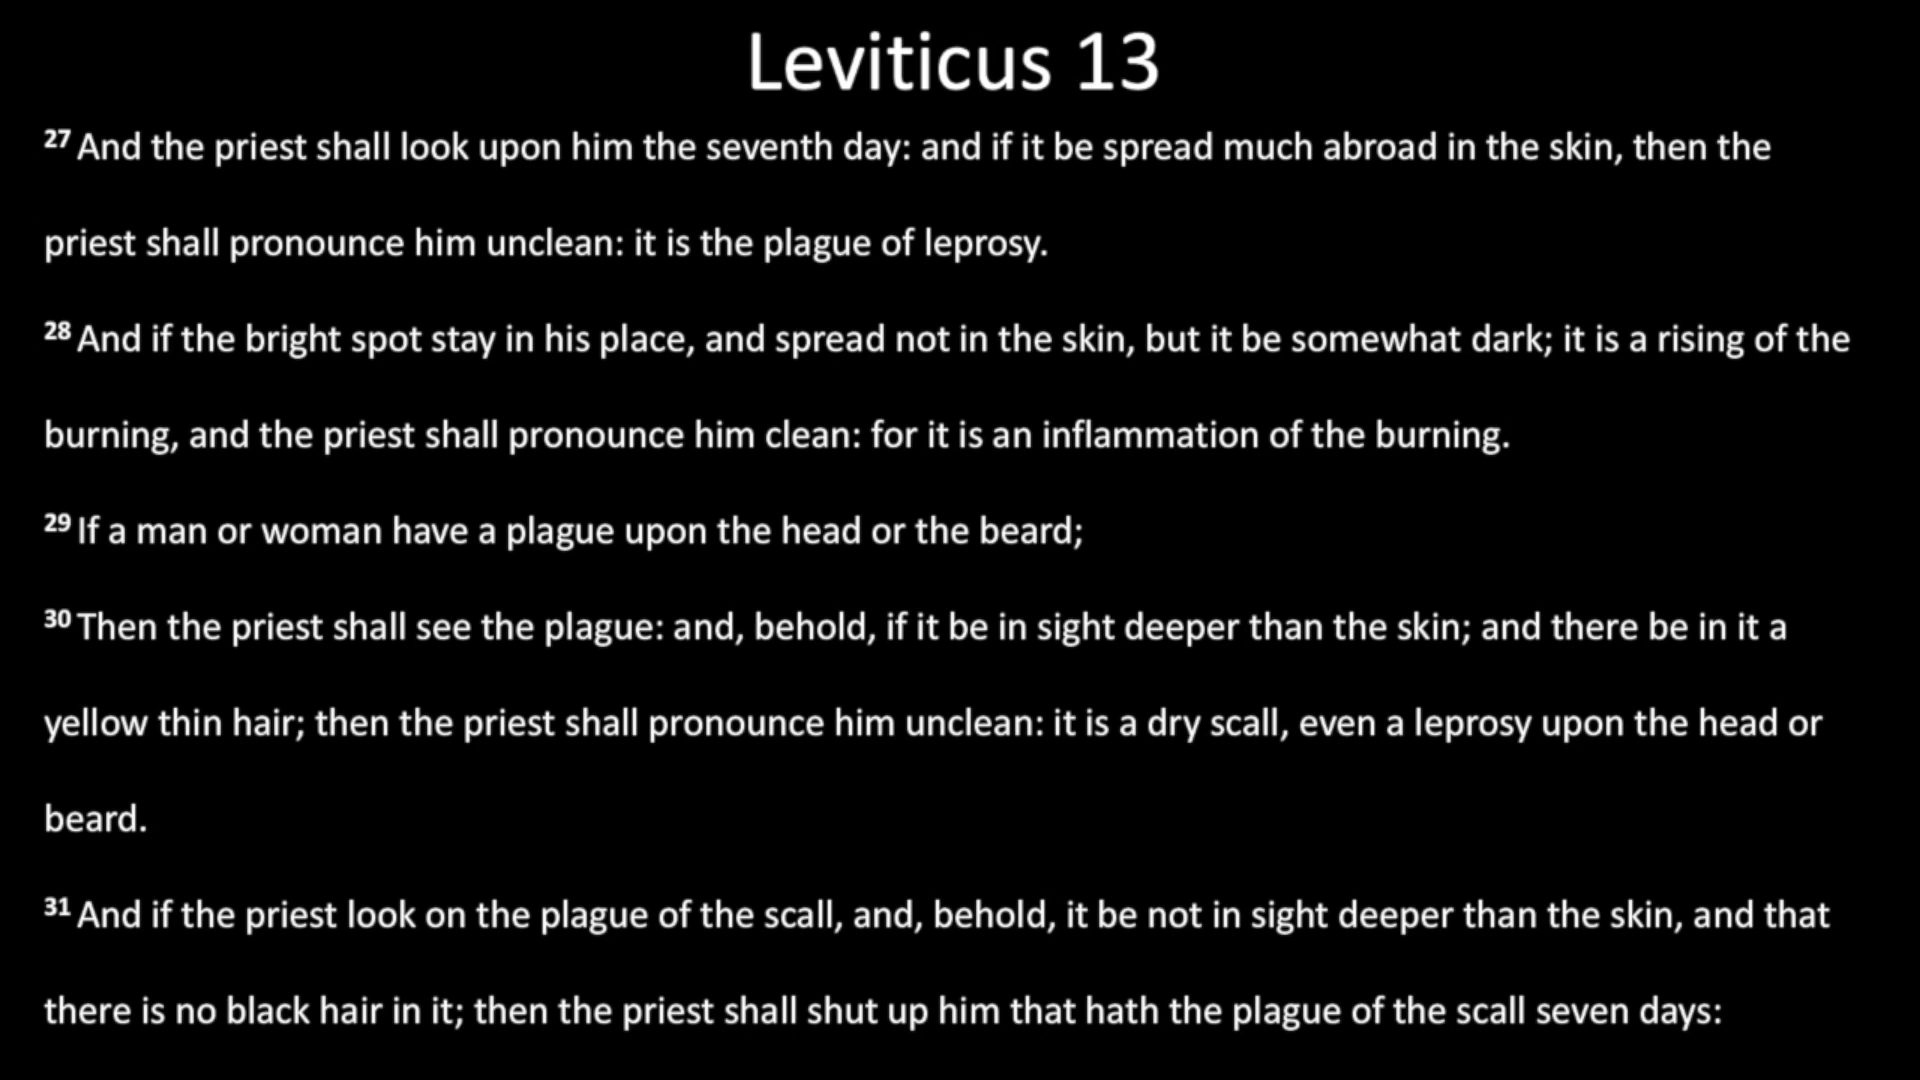 Leviticus 13
27 And the priest shall look upon him the seventh day: and if it be spread much abroad in the skin, then the
priest shall pronounce him unclean: it is the plague of leprosy.
28 And if the bright spot stay in his place, and spread not in the skin, but it be somewhat dark; it is a rising of the
burning, and the priest shall pronounce him clean: for it is an inflammation of the burning.
29 If a man or woman have a plague upon the head or the beard;
30 Then the priest shall see the plague: and, behold, if it be in sight deeper than the skin; and there be in it a
yellow thin hair; then the priest shall pronounce him unclean: it is a dry scall, even a leprosy upon the head or
beard.
31 And if the priest look on the plague of the scall, and, behold, it be not in sight deeper than the skin, and that
there is no black hair in it; then the priest shall shut up him that hath the plague of the scall seven days: